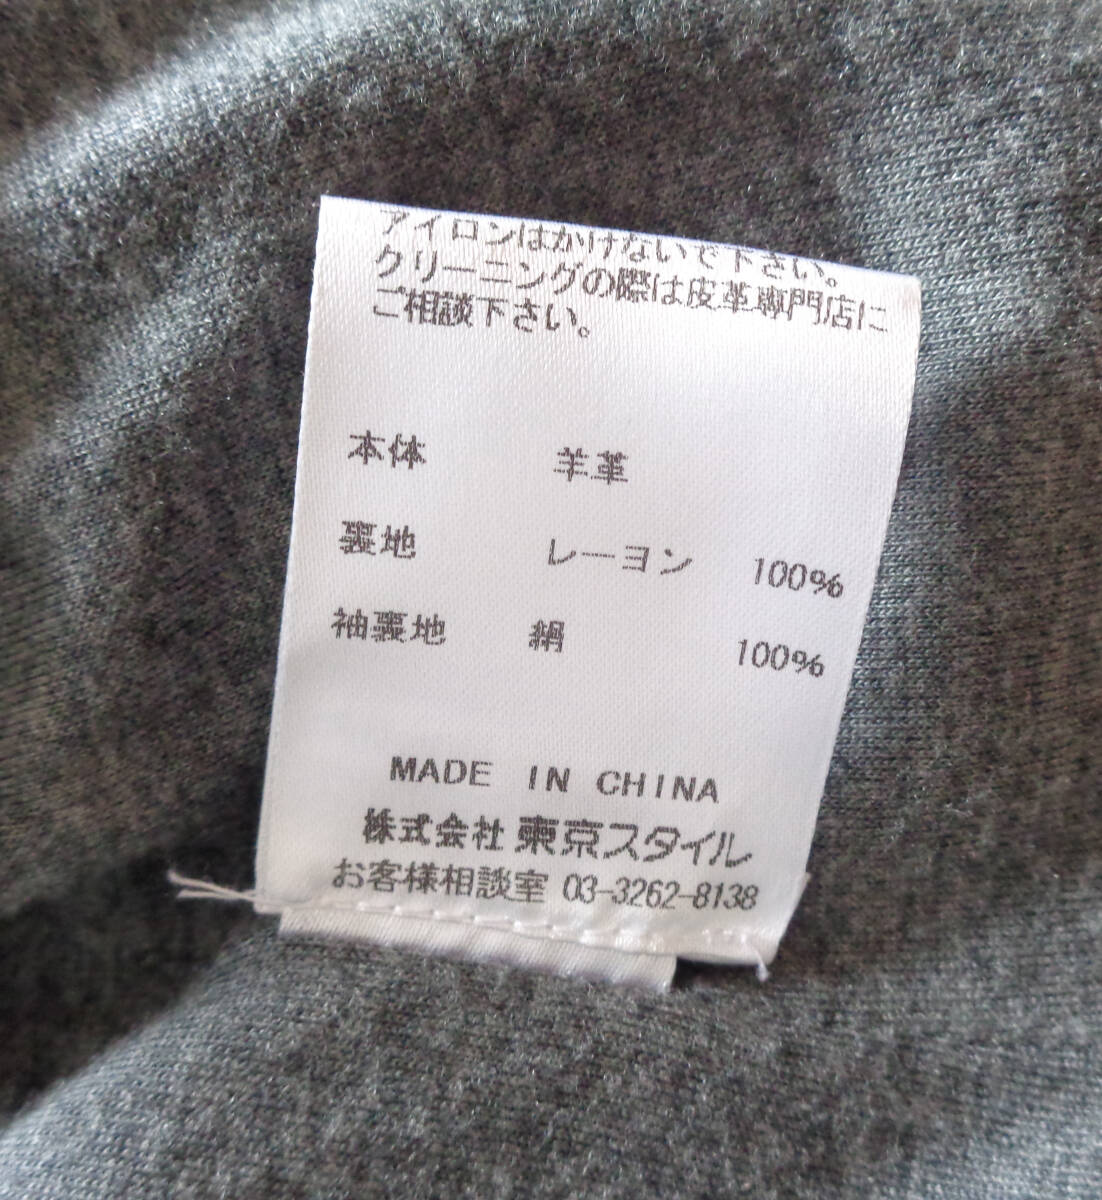 アイロンはかけないで下さい。
クリーニングの際は皮革専門店に
ご相談下さい。
本体 羊革
裏地 レーヨン 100%
袖裏地 絹 100%
MADE IN CHINA
株式会社 東京スタイル
お客様相談室 03-3262-8138